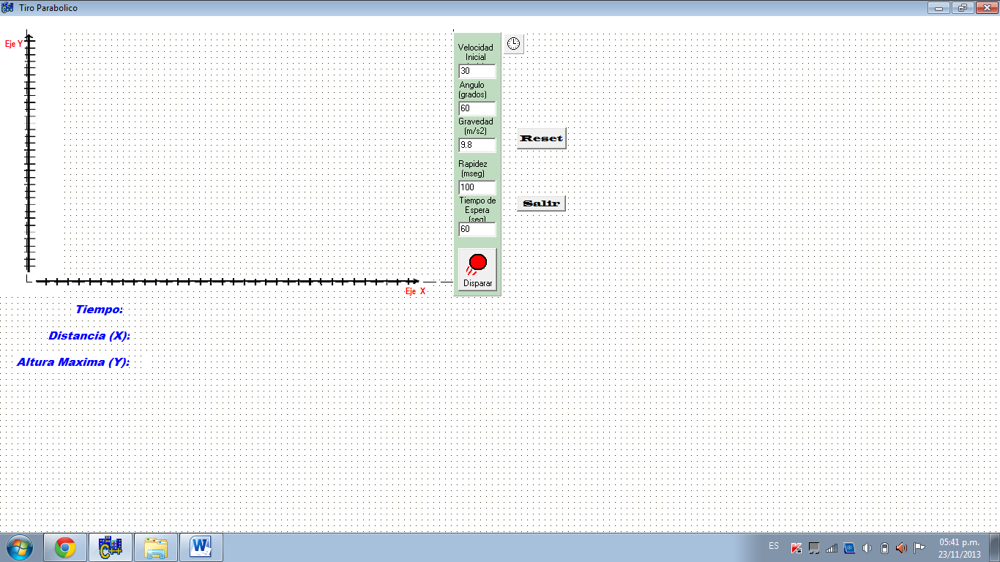 Tiro Parabolico
Eje Y
Velocidad
Inicial
30
Angulo
(grados)
60
Gravedad
(m/s2)
9.8
Rapidez
(mseg)
100
Tiempo de
Espera
(seg)
60
Disparar
Reset
Salir
Eje X
Tiempo:
Distancia (X):
Altura Maxima (Y):
C++
W
ES
K
05:41 p.m.
23/11/2013